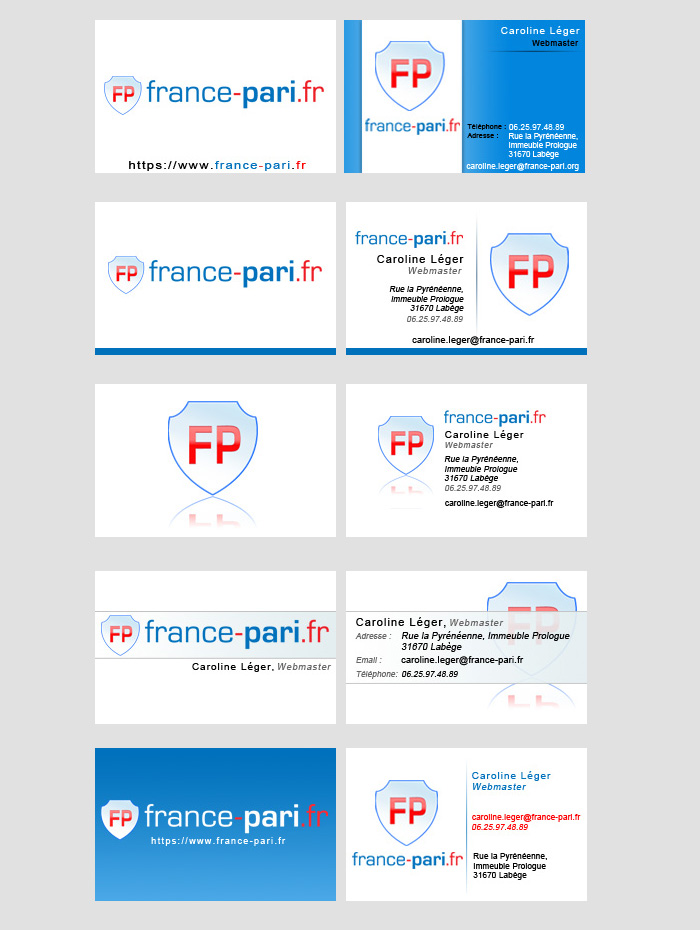 FP france-pari.fr
https://www.france-pari.fr
Caroline Léger
Webmaster
FP
france-pari.fr
Téléphone : 06.25.97.48.89
Adresse : Rue la Pyrénéenne,
Immeuble Prologue
31670 Labège
caroline.leger@france-pari.org
FP france-pari.fr
france-pari.fr
Caroline Léger
Webmaster
Rue la Pyrénéenne,
Immeuble Prologue
31670 Labège
06.25.97.48.89
caroline.leger@france-pari.fr
FP
FP
FP
france-pari.fr
Caroline Léger
Webmaster
Rue la Pyrénéenne,
Immeuble Prologue
31670 Labège
06.25.97.48.89
caroline.leger@france-pari.fr
FP
FP france-pari.fr
Caroline Léger, Webmaster
FP
Caroline Léger, Webmaster
Adresse : Rue la Pyrénéenne, Immeuble Prologue
31670 Labège
Email : caroline.leger@france-pari.fr
Téléphone: 06.25.97.48.89
FP france-pari.fr
https://www.france-pari.fr
FP
france-pari.fr
Caroline Léger
Webmaster
caroline.leger@france-pari.fr
06.25.97.48.89
Rue la Pyrénéenne,
Immeuble Prologue
31670 Labège